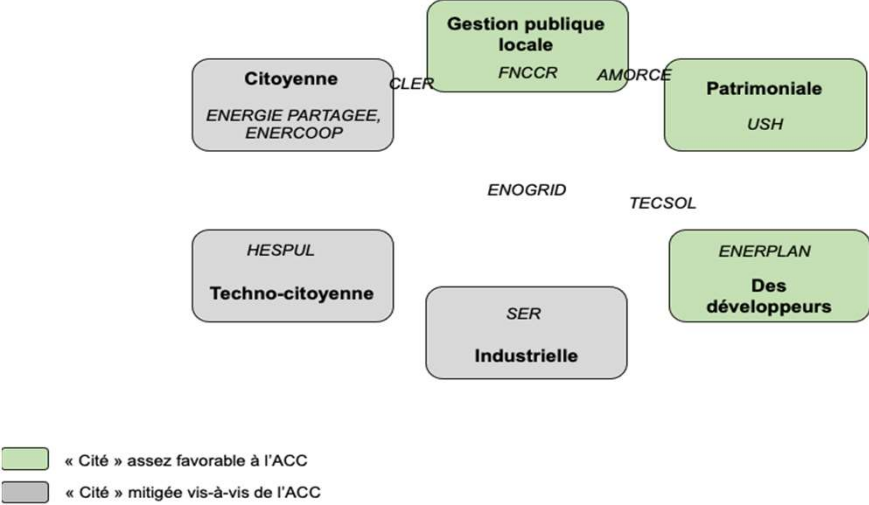 Gestion publique
locale
FNCCR
AMORCE
CLER
Citoyenne
ENERGIE PARTAGEE,
ENERCOOP
Patrimoniale
USH
ENOGRID
TECSOL
HESPUL
Techno-citoyenne
ENERPLAN
Des
développeurs
SER
Industrielle
« Cité » assez favorable à l'ACC
« Cité » mitigée vis-à-vis de l'ACC